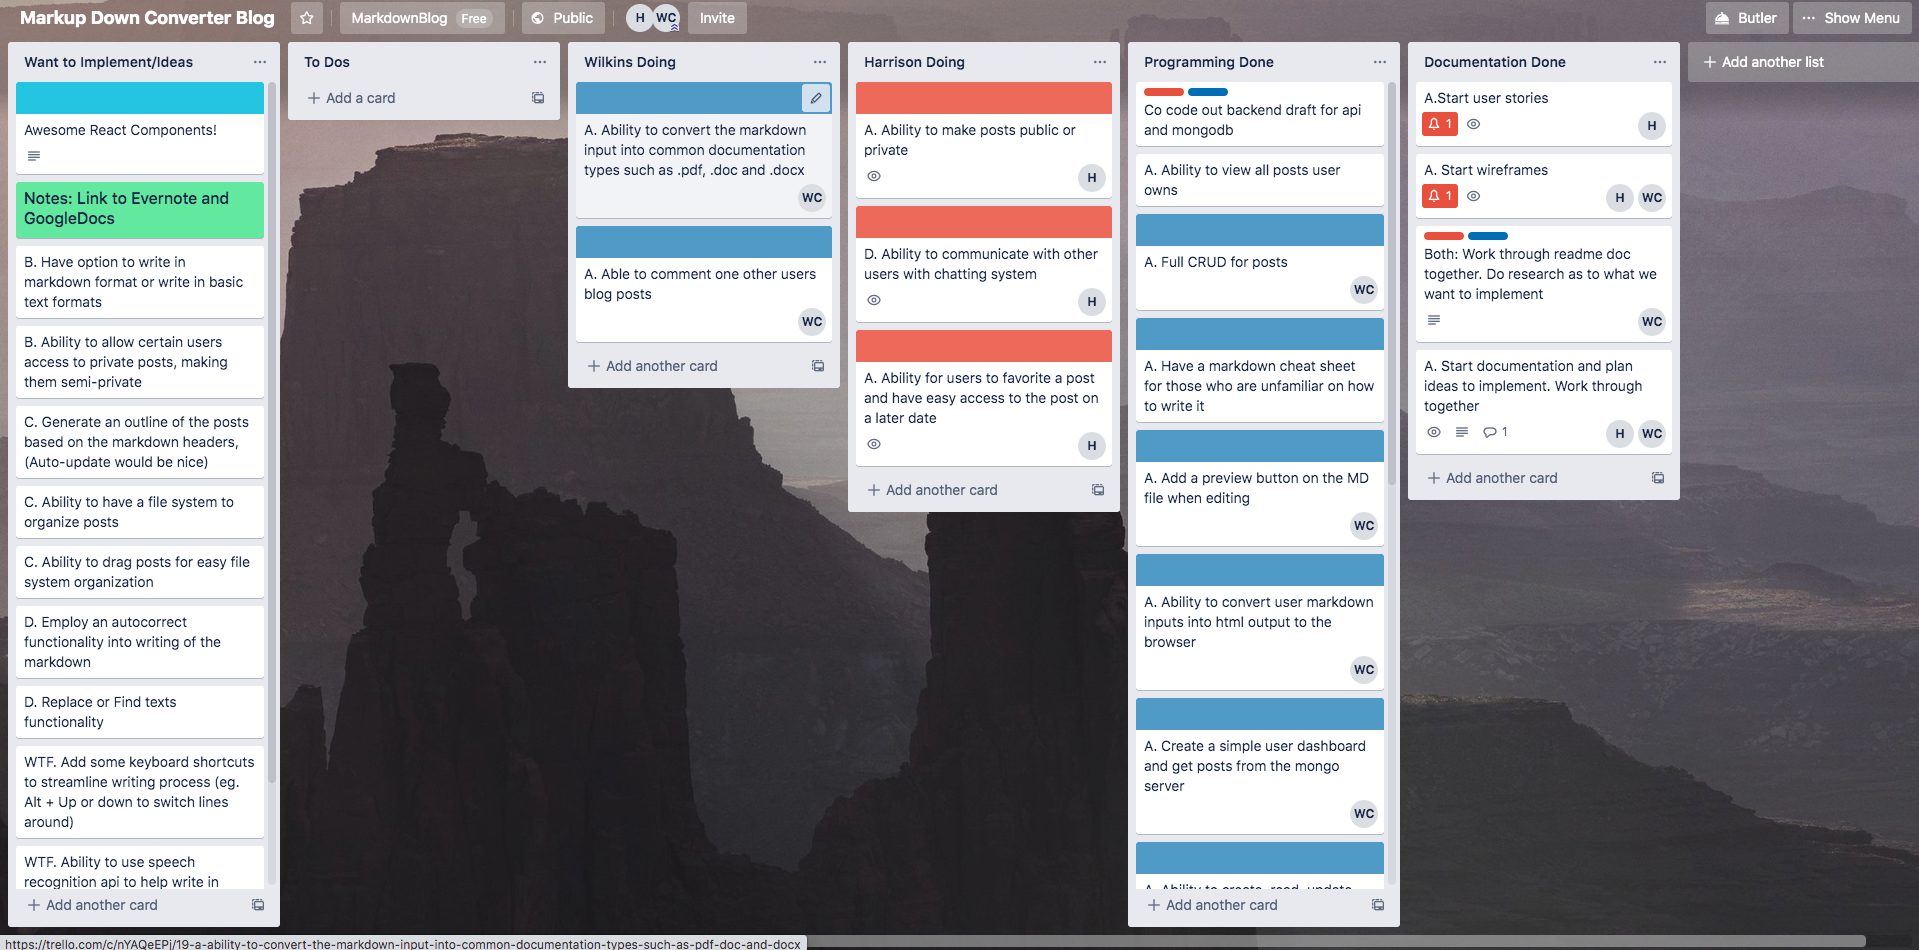 Markup Down Converter Blog
MarkdownBlog Free
Public
H
WC
Invite
Butler
Show Menu
Want to Implement/Ideas
Awesome React Components!
Notes: Link to Evernote and
GoogleDocs
B. Have option to write in
markdown format or write in basic
text formats
B. Ability to allow certain users
access to private posts, making
them semi-private
C. Generate an outline of the posts
based on the markdown headers,
(Auto-update would be nice)
C. Ability to have a file system to
organize posts
C. Ability to drag posts for easy file
system organization
D. Employ an autocorrect
functionality into writing of the
markdown
D. Replace or Find texts
functionality
WTF. Add some keyboard shortcuts
to streamline writing process (eg.
Alt + Up or down to switch lines
around)
WTF. Ability to use speech
recognition api to help write in
+ Add another card
To Dos
+ Add a card
Wilkins Doing
A. Ability to convert the markdown
input into common documentation
types such as .pdf, .doc and .docx
WC
A. Able to comment one other users
blog posts
WC
+ Add another card
Harrison Doing
A. Ability to make posts public or
private
H
D. Ability to communicate with other
users with chatting system
H
A. Ability for users to favorite a post
and have easy access to the post on
a later date
H
+ Add another card
Programming Done
Co code out backend draft for api
and mongodb
A. Ability to view all posts user
owns
A. Full CRUD for posts
WC
A. Have a markdown cheat sheet
for those who are unfamiliar on how
to write it
A. Add a preview button on the MD
file when editing
WC
A. Ability to convert user markdown
inputs into html output to the
browser
WC
A. Create a simple user dashboard
and get posts from the mongo
server
WC
A. Ability to create, read, update,
+ Add another card
Documentation Done
A.Start user stories
1
H
A. Start wireframes
1
H WC
Both: Work through readme doc
together. Do research as to what we
want to implement
WC
A. Start documentation and plan
ideas to implement. Work through
together
1
H WC
+ Add another card
+ Add another list
https://trello.com/c/nYAQeEPj/19-a-ability-to-convert-the-markdown-input-into-common-documentation-types-such-as-pdf-doc-and-docx